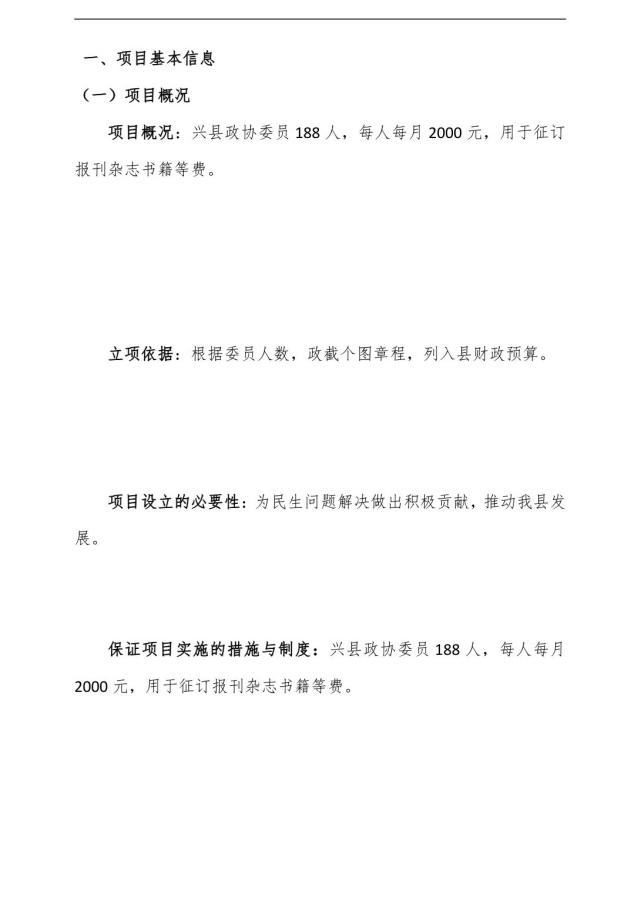 一、项目基本信息
（一）项目概况
项目概况：兴县政协委员 188 人，每人每月 2000 元，用于征订
报刊杂志书籍等费。
立项依据：根据委员人数，政截个图章程，列入县财政预算。
项目设立的必要性：为民生问题解决做出积极贡献，推动我县发
展。
保证项目实施的措施与制度：兴县政协委员 188 人，每人每月
2000 元，用于征订报刊杂志书籍等费。